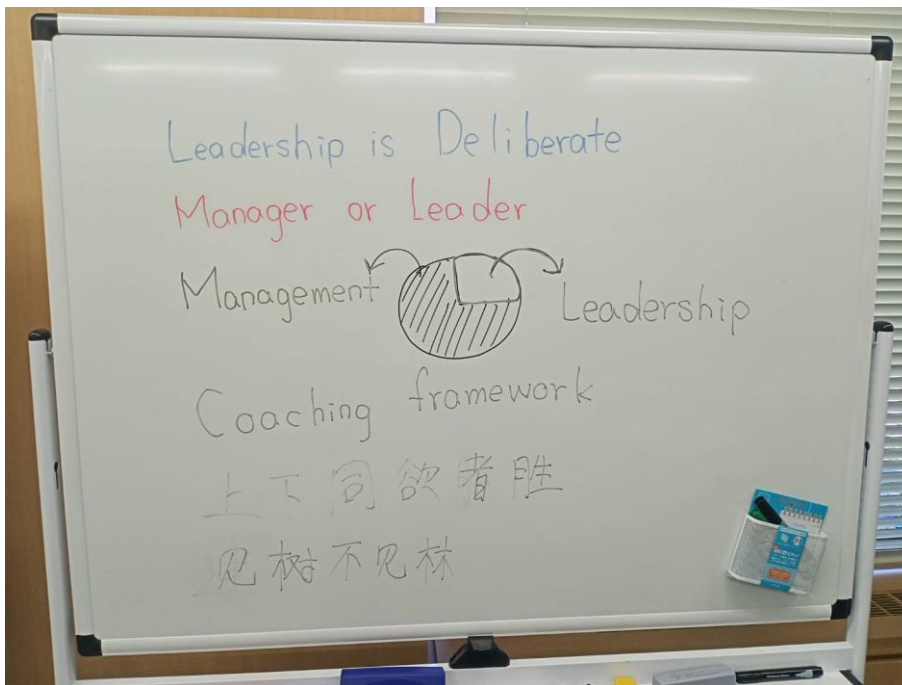 Leadership is Deliberate
Manager or Leader
Management Leadership
Coaching framework
上下同欲者胜
见树不见林